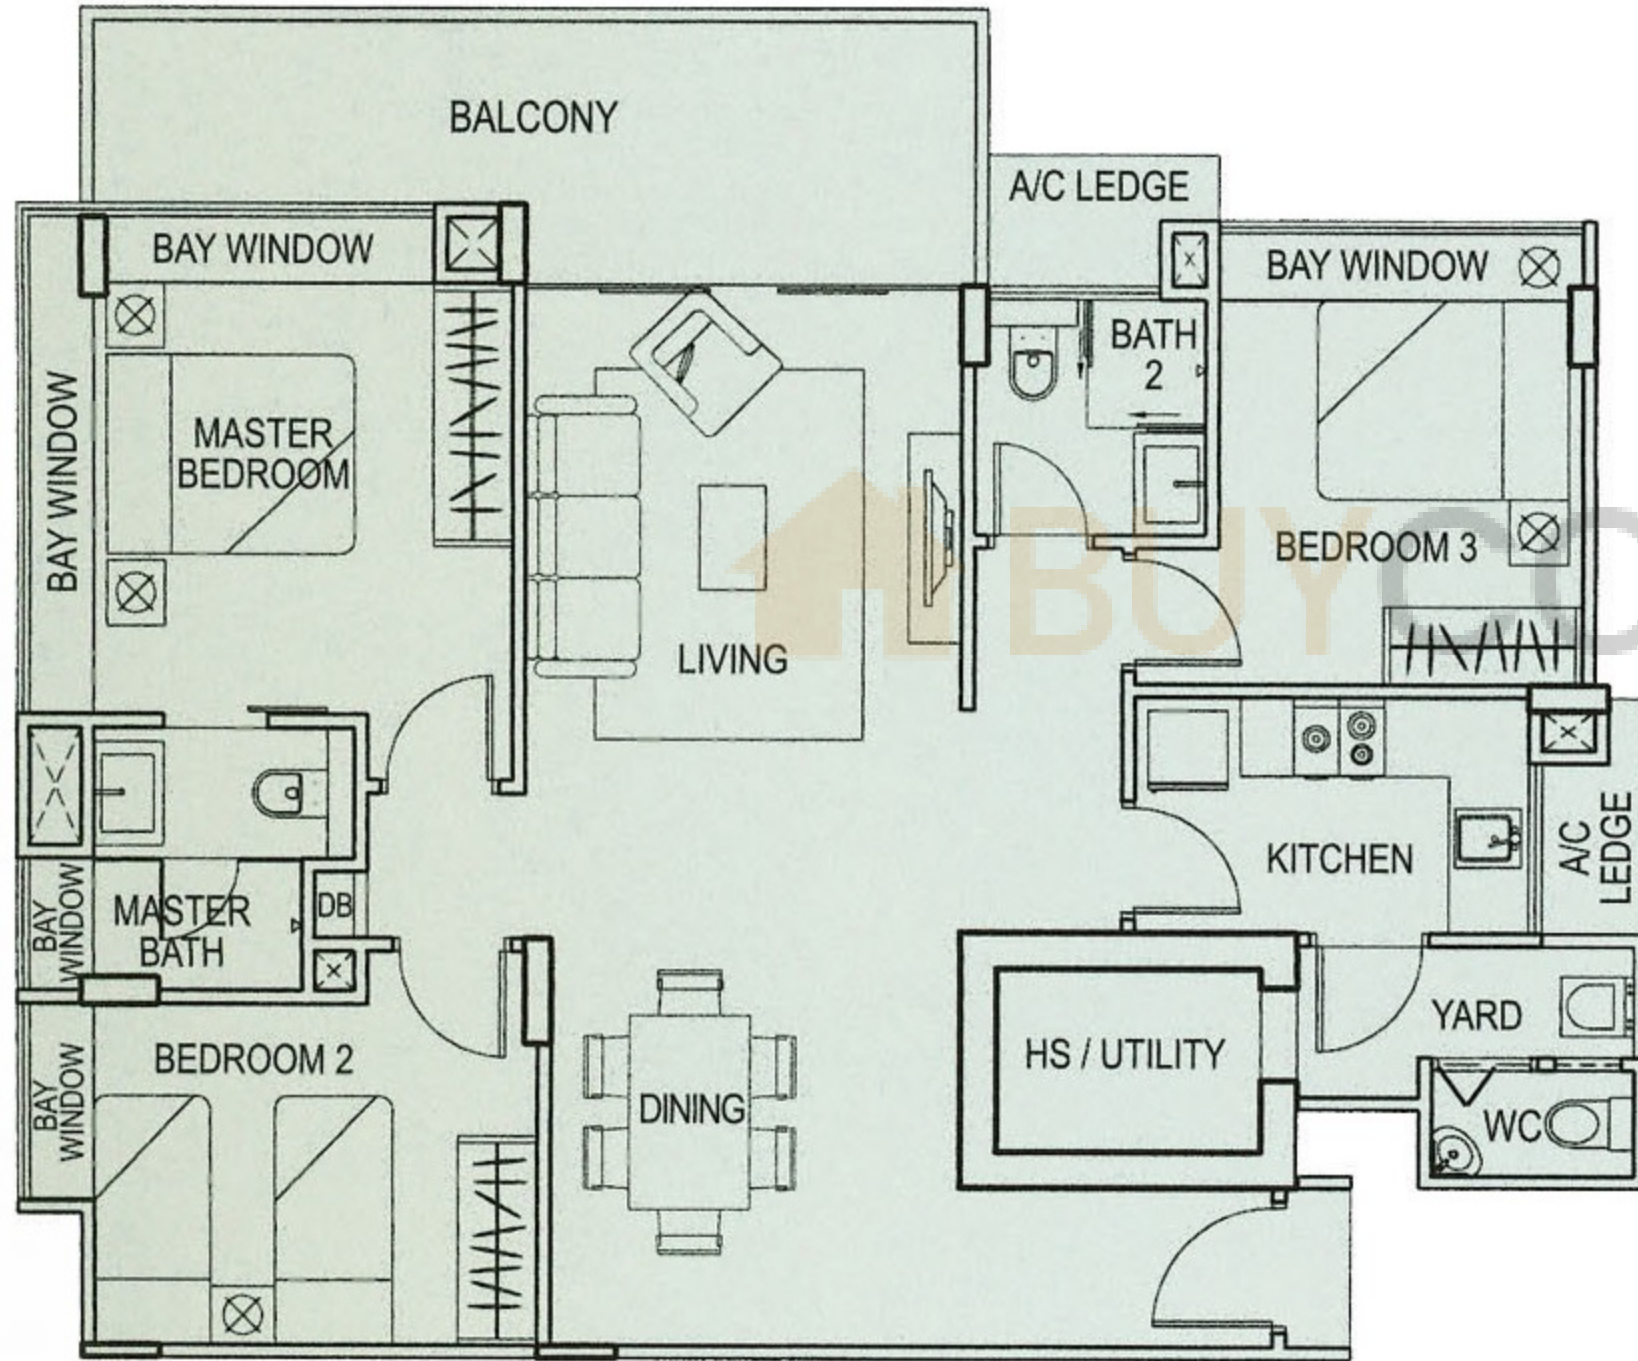 BALCONY
A/C LEDGE
BAY WINDOW
BAY WINDOW
BATH
2
BAY WINDOW
MASTER
BEDROOM
BEDROOM 3
BUYCO
LIVING
KITCHEN
A/C
LEDGE
BAY
WINDOW
MASTER
BATH
DB
YARD
BAY
WINDOW
BEDROOM 2
HS / UTILITY
DINING
WC